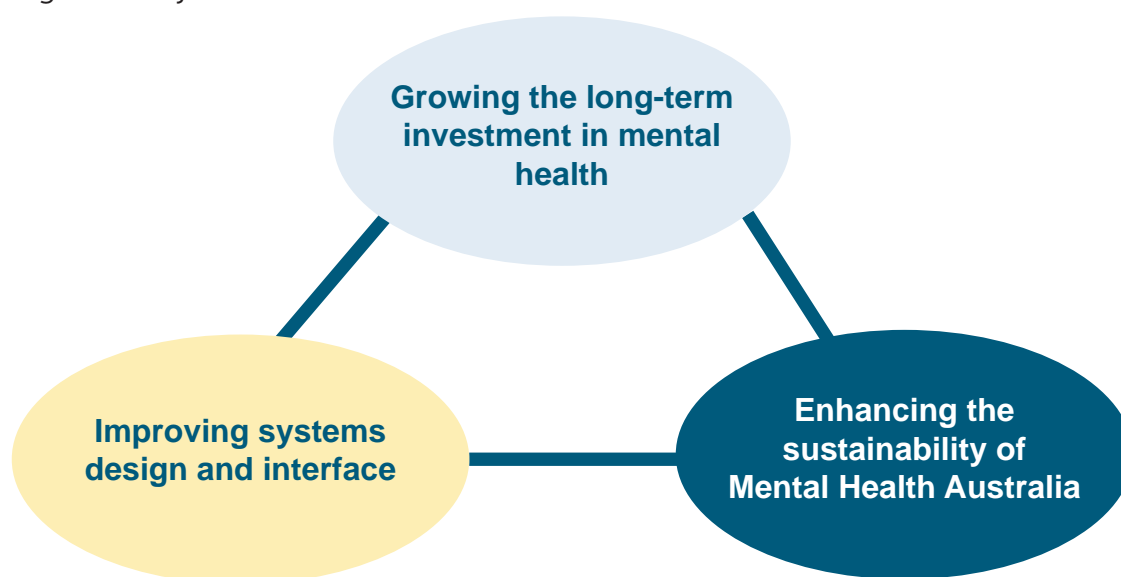 Growing the long-term
investment in mental
health
Improving systems
design and interface
Enhancing the
sustainability of
Mental Health Australia